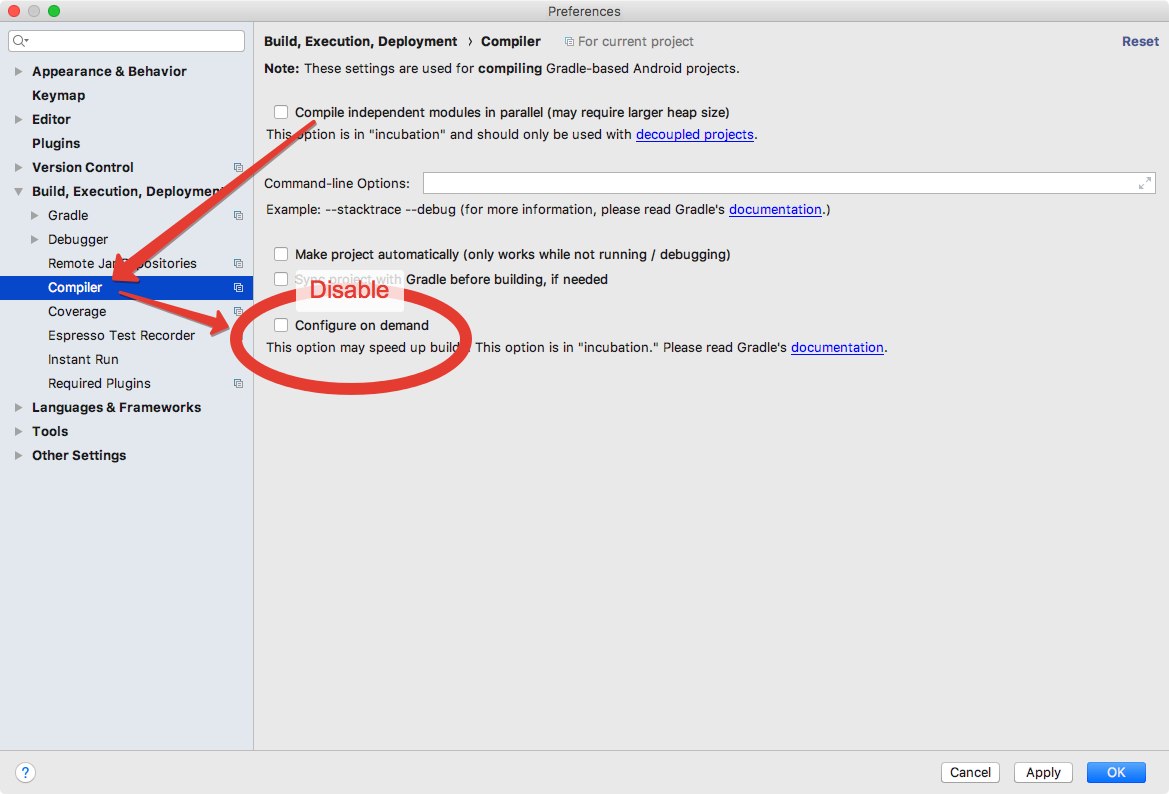 Preferences
Build, Execution, Deployment › Compiler For current project Reset
Note: These settings are used for compiling Gradle-based Android projects.
Appearance & Behavior
Keymap
Editor
Plugins
Version Control
Build, Execution, Deployment
Gradle
Debugger
Remote Jar Repositories
Compiler
Coverage
Espresso Test Recorder
Instant Run
Required Plugins
Languages & Frameworks
Tools
Other Settings
Compile independent modules in parallel (may require larger heap size)
This option is in "incubation" and should only be used with decoupled projects.
Command-line Options:
Example: --stacktrace --debug (for more information, please read Gradle's documentation.)
Make project automatically (only works while not running / debugging)
Sync project with Gradle before building, if needed
Disable
Configure on demand
This option may speed up builds. This option is in "incubation." Please read Gradle's documentation.
?
Cancel Apply OK